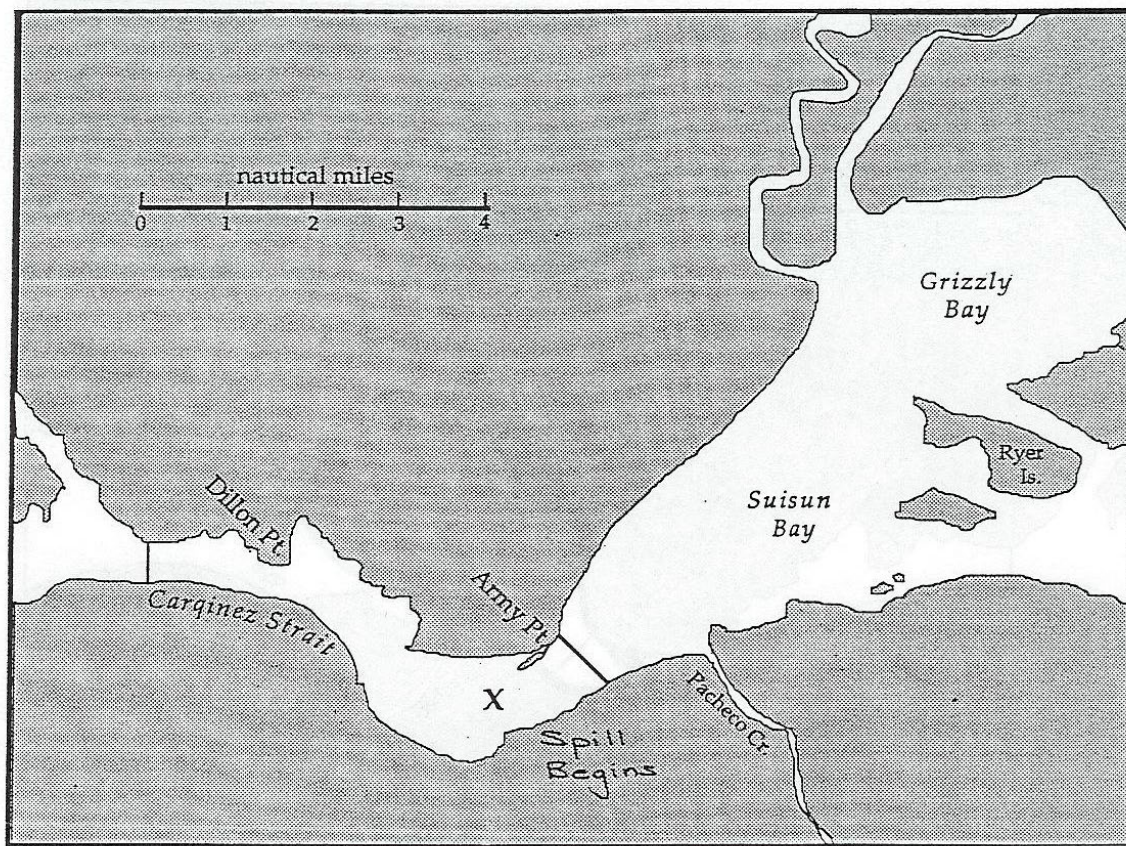 nautical miles
0 1 2 3 4
Grizzly
Bay
Ryer
Is.
Suisun
Bay
Dillon Pt.
Army Pt.
Carqinez Strait
X
Pacheco Cr.
Spill
Begins